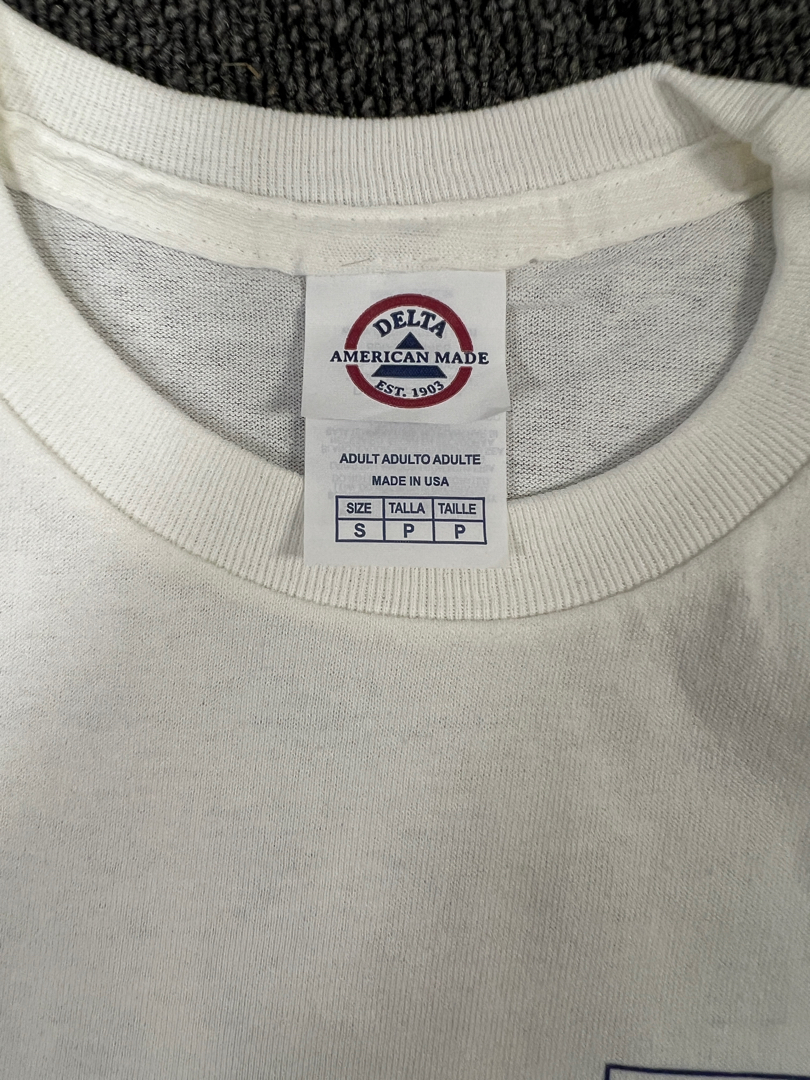 DELTA
AMERICAN MADE
EST. 1903
ADULT ADULTO ADULTE
MADE IN USA
SIZE TALLA TAILLE
S P P